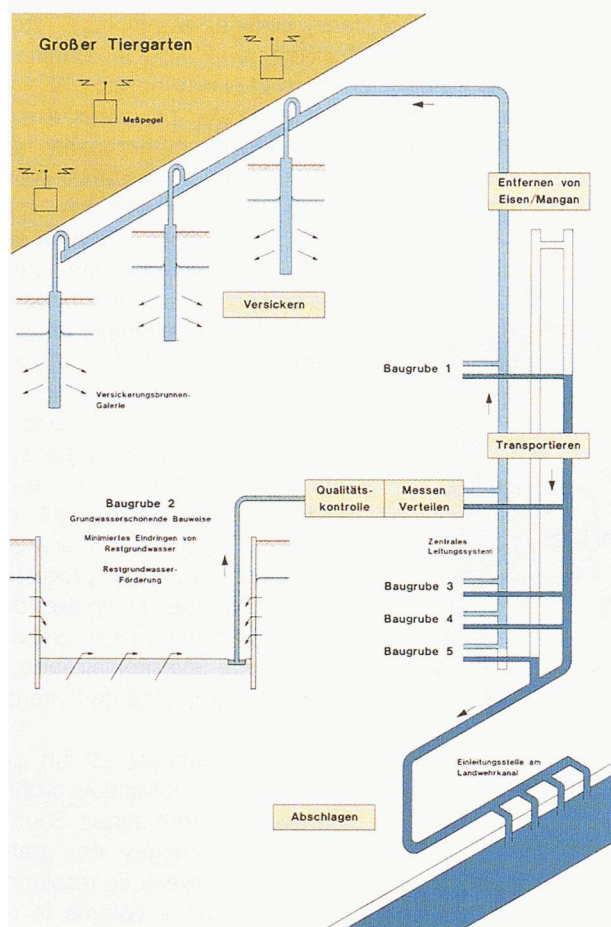 Großer Tiergarten
Meßpegel
Entfernen von
Eisen/Mangan
Versickern
Baugrube 1
Versickerungsbrunnen-
Galerie
Transportieren
Qualitäts-
kontrolle
Messen
Verteilen
Baugrube 2
Grundwasserschonende Bauweise
Minimiertes Eindringen von
Restgrundwasser
Restgrundwasser-
Förderung
Zentrales
Leitungssystem
Baugrube 3
Baugrube 4
Baugrube 5
Einleitungsstelle am
Landwehrkanal
Abschlagen